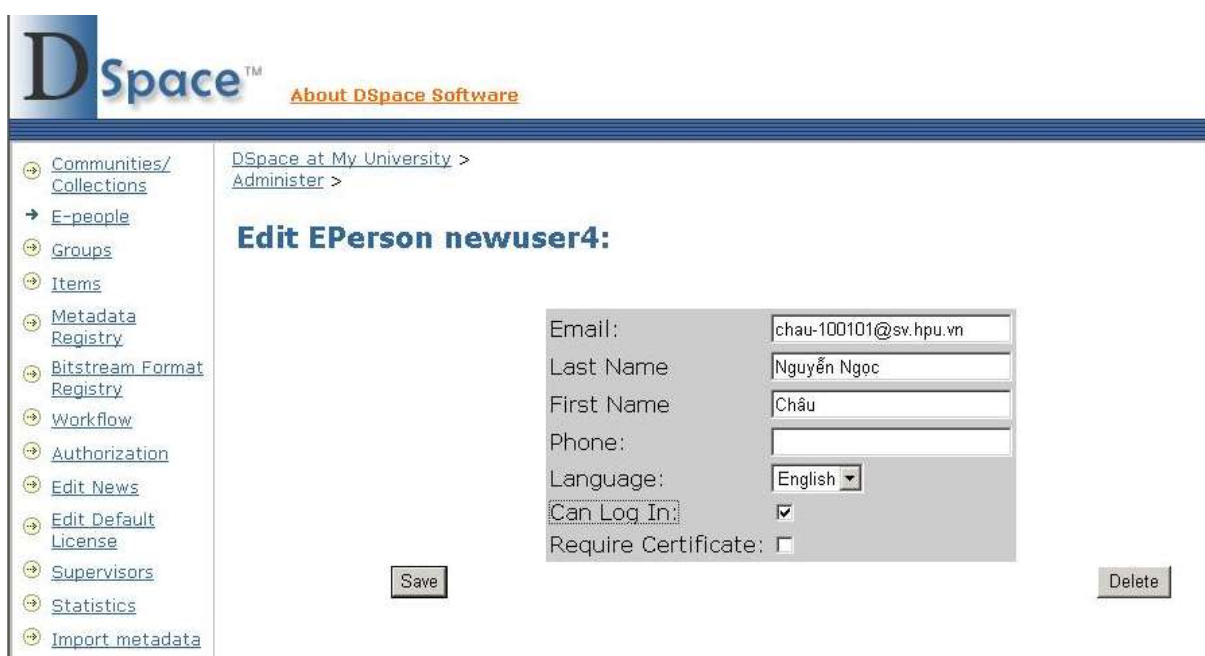 DSpace™
About DSpace Software
Communities/
Collections
E-people
Groups
Items
Metadata
Registry
Bitstream Format
Registry
Workflow
Authorization
Edit News
Edit Default
License
Supervisors
Statistics
Import metadata
DSpace at My University >
Administer >
Edit EPerson newuser4:
Email: chau-100101@sv.hpu.vn
Last Name Nguyễn Ngọc
First Name Châu
Phone:
Language: English
Can Log In:
Require Certificate:
Save Delete